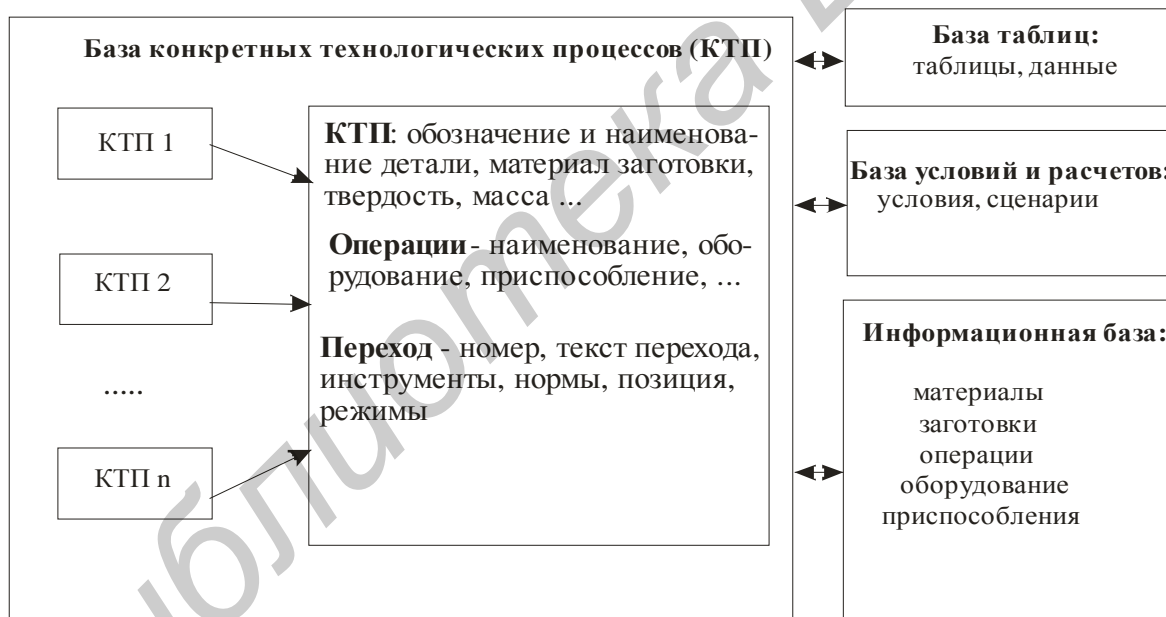 База конкретных технологических процессов (КТП)
КТП 1
КТП 2
.....
КТП n
КТП: обозначение и наименова-
ние детали, материал заготовки,
твердость, масса ...
Операции - наименование, обо-
рудование, приспособление, ...
Переход - номер, текст перехода,
инструменты, нормы, позиция,
режимы
База таблиц:
таблицы, данные
База условий и расчетов:
условия, сценарии
Информационная база:
материалы
заготовки
операции
оборудование
приспособления